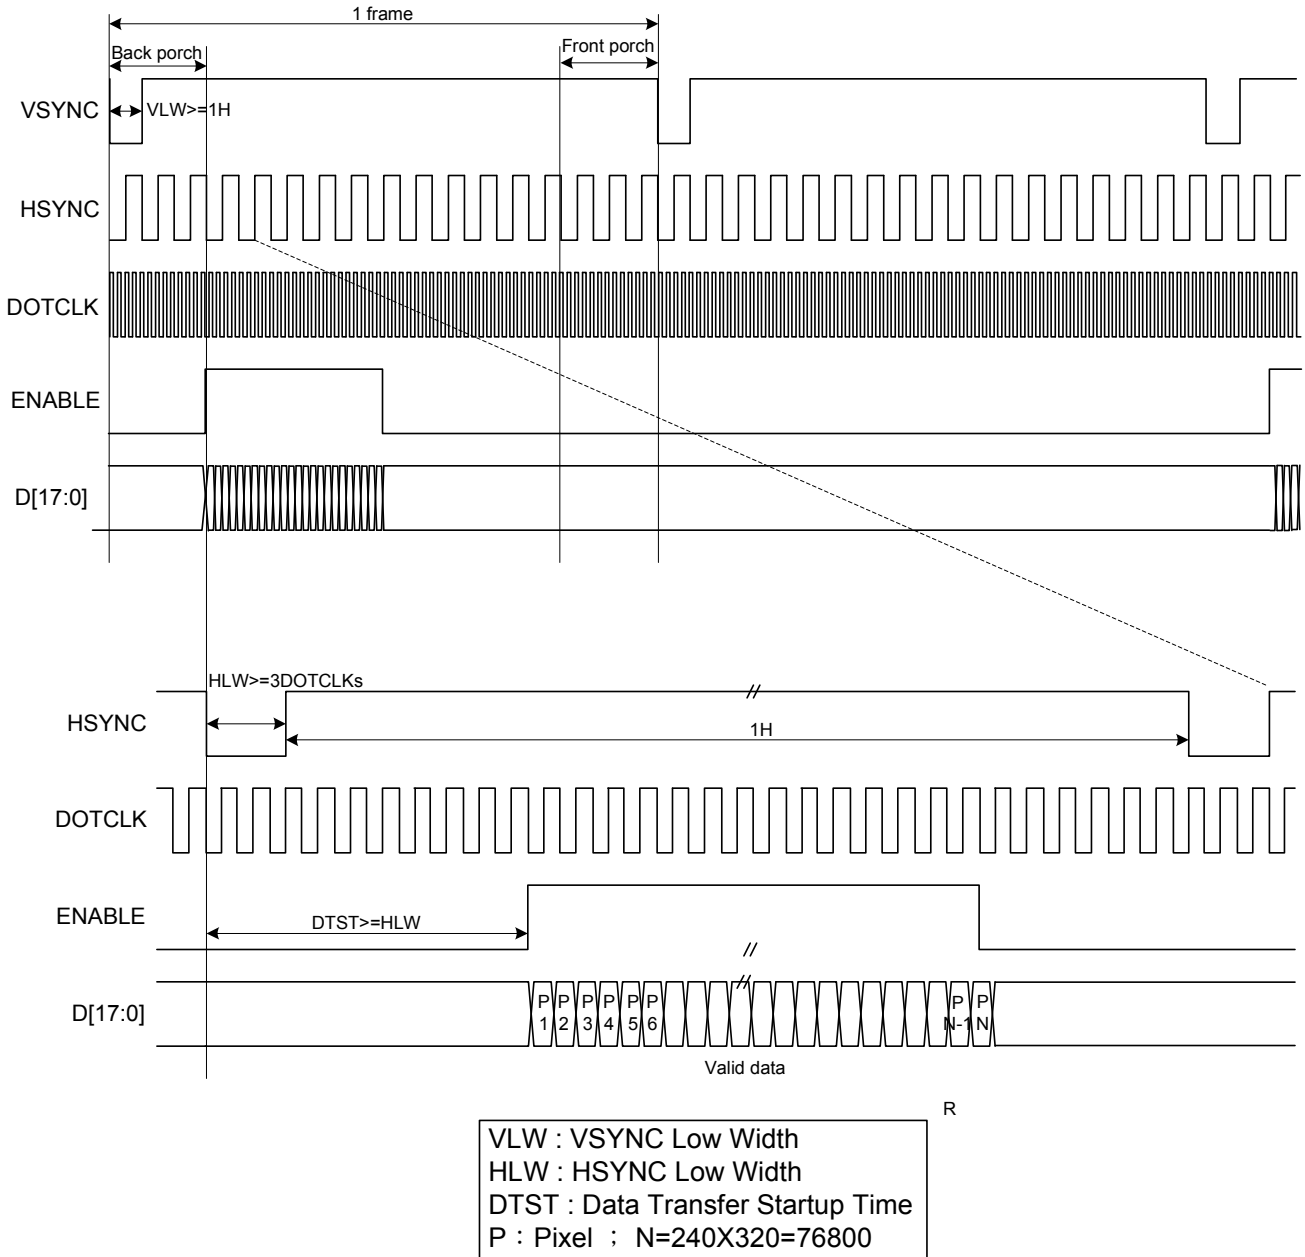 1 frame
Back porch
Front porch
VSYNC
VLW>=1H
HSYNC
DOTCLK
ENABLE
D[17:0]
HLW>=3DOTCLKs
HSYNC
1H
DOTCLK
ENABLE
DTST>=HLW
D[17:0]
P P P P P P P P
1 2 3 4 5 6 N-1 N
Valid data
R
VLW : VSYNC Low Width
HLW : HSYNC Low Width
DTST : Data Transfer Startup Time
P : Pixel ; N=240X320=76800